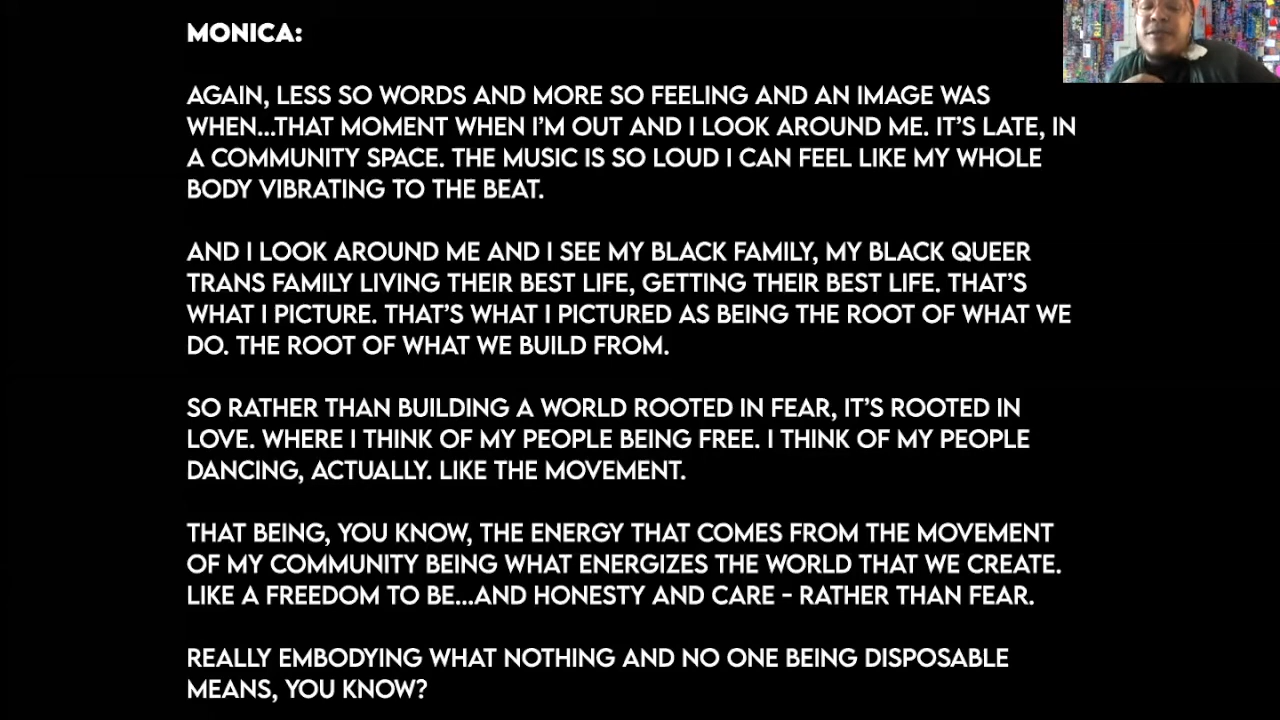 MONICA:
AGAIN, LESS SO WORDS AND MORE SO FEELING AND AN IMAGE WAS
WHEN...THAT MOMENT WHEN I'M OUT AND I LOOK AROUND ME. IT'S LATE, IN
A COMMUNITY SPACE. THE MUSIC IS SO LOUD I CAN FEEL LIKE MY WHOLE
BODY VIBRATING TO THE BEAT.
AND I LOOK AROUND ME AND I SEE MY BLACK FAMILY, MY BLACK QUEER
TRANS FAMILY LIVING THEIR BEST LIFE, GETTING THEIR BEST LIFE. THAT'S
WHAT I PICTURE. THAT'S WHAT I PICTURED AS BEING THE ROOT OF WHAT WE
DO. THE ROOT OF WHAT WE BUILD FROM.
SO RATHER THAN BUILDING A WORLD ROOTED IN FEAR, IT'S ROOTED IN
LOVE. WHERE I THINK OF MY PEOPLE BEING FREE. I THINK OF MY PEOPLE
DANCING, ACTUALLY. LIKE THE MOVEMENT.
THAT BEING, YOU KNOW, THE ENERGY THAT COMES FROM THE MOVEMENT
OF MY COMMUNITY BEING WHAT ENERGIZES THE WORLD THAT WE CREATE.
LIKE A FREEDOM TO BE...AND HONESTY AND CARE - RATHER THAN FEAR.
REALLY EMBODYING WHAT NOTHING AND NO ONE BEING DISPOSABLE
MEANS, YOU KNOW?